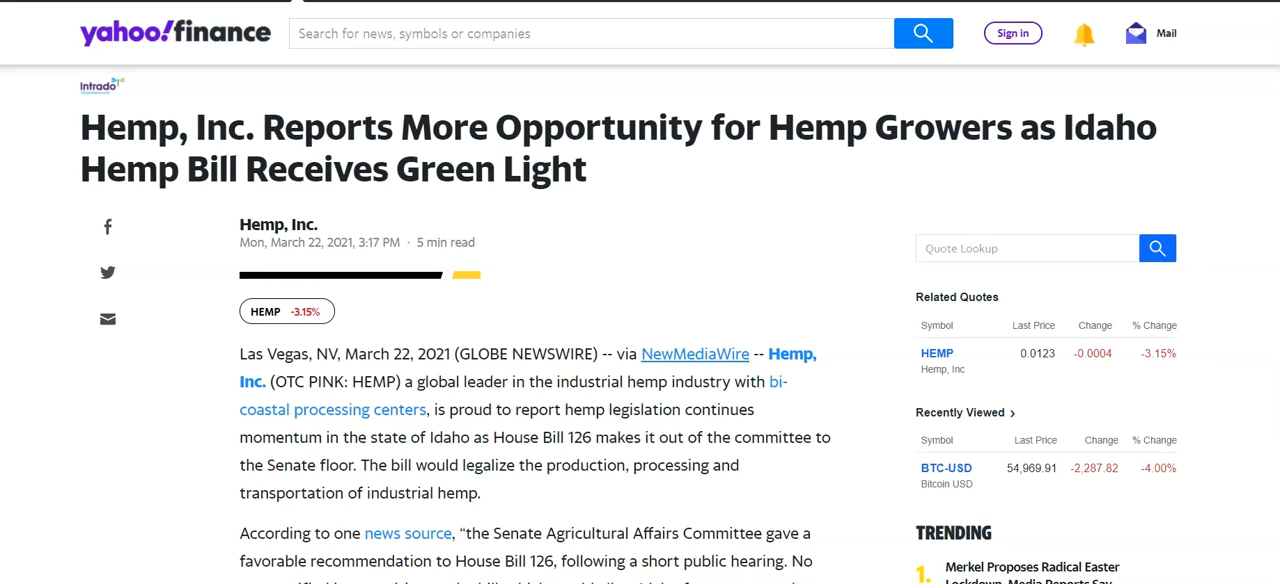 yahoo!finance
Search for news, symbols or companies
Sign in
Mail
Intrado
Hemp, Inc. Reports More Opportunity for Hemp Growers as Idaho
Hemp Bill Receives Green Light
Hemp, Inc.
Mon, March 22, 2021, 3:17 PM · 5 min read
HEMP -3.15%
Las Vegas, NV, March 22, 2021 (GLOBE NEWSWIRE) -- via NewMediaWire -- Hemp,
Inc. (OTC PINK: HEMP) a global leader in the industrial hemp industry with bi-
coastal processing centers, is proud to report hemp legislation continues
momentum in the state of Idaho as House Bill 126 makes it out of the committee to
the Senate floor. The bill would legalize the production, processing and
transportation of industrial hemp.
According to one news source, “the Senate Agricultural Affairs Committee gave a
favorable recommendation to House Bill 126, following a short public hearing. No
Quote Lookup
Related Quotes
Symbol Last Price Change % Change
HEMP 0.0123 -0.0004 -3.15%
Hemp, Inc
Recently Viewed
Symbol Last Price Change % Change
BTC-USD 54,969.91 -2,287.82 -4.00%
Bitcoin USD
TRENDING
1. Merkel Proposes Radical Easter
Lockdown, Media Reports Say